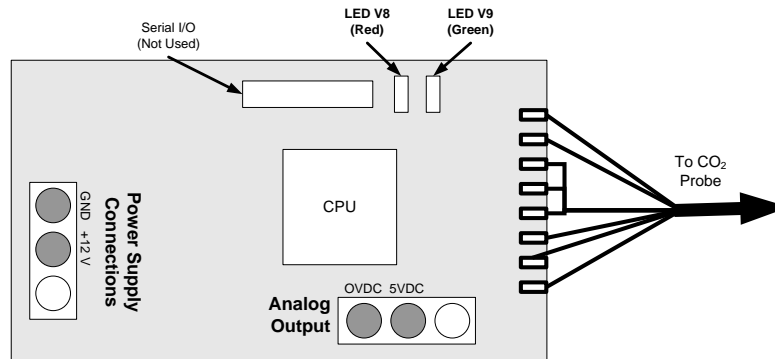 Serial I/O
(Not Used)
LED V8
(Red)
LED V9
(Green)
To CO₂
Probe
CPU
GND +12 V
Power Supply
Connections
OVDC 5VDC
Analog
Output